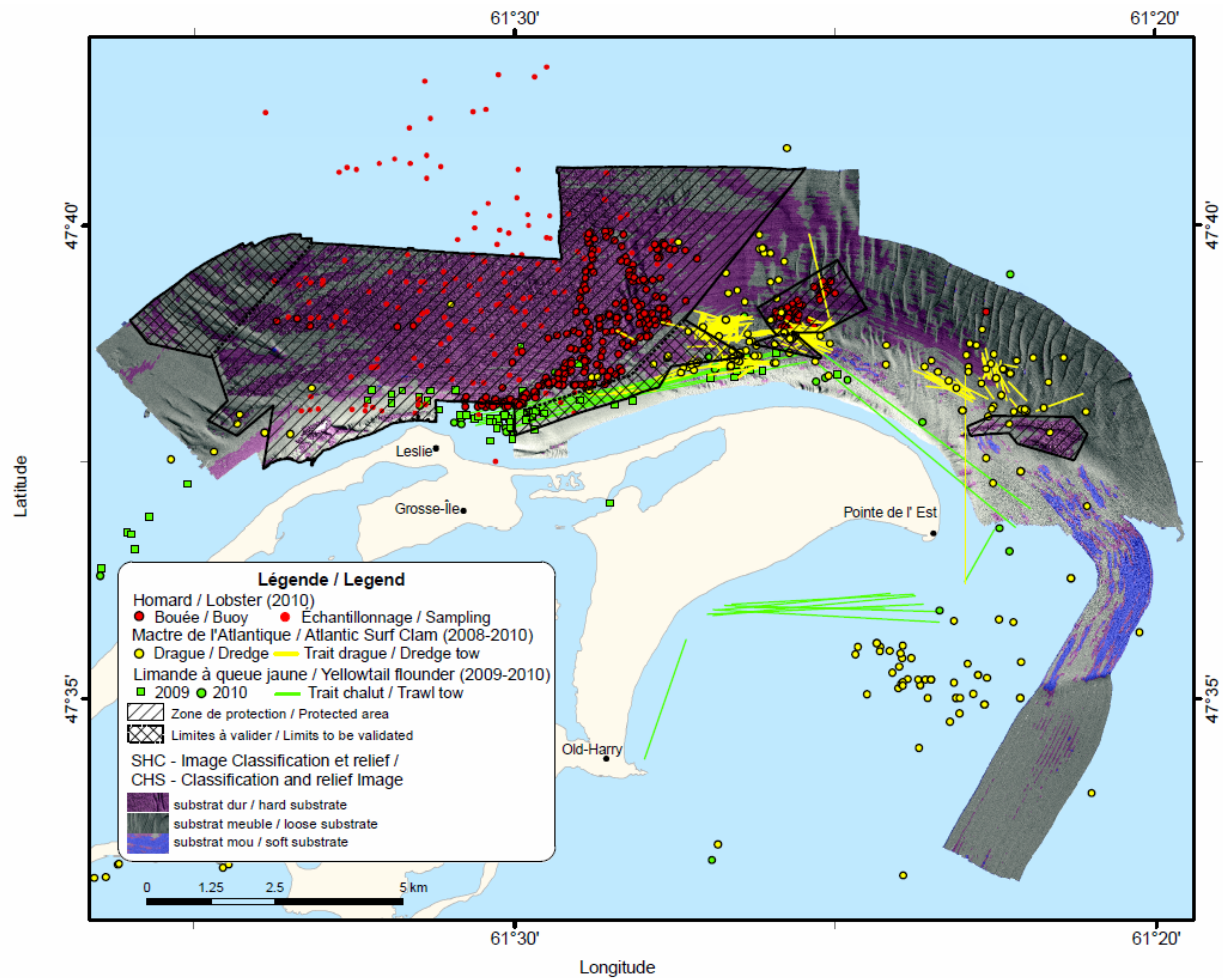 61°30'
61°20'
47°40'
47°40'
Latitude
Leslie
Grosse-Île
Pointe de l' Est
Légende / Legend
Homard / Lobster (2010)
Bouée / Buoy Échantillonnage / Sampling
Mactre de l'Atlantique / Atlantic Surf Clam (2008-2010)
Drague / Dredge Trait drague / Dredge tow
Limande à queue jaune / Yellowtail flounder (2009-2010)
2009 2010 Trait chalut / Trawl tow
Zone de protection / Protected area
Limites à valider / Limits to be validated
SHC - Image Classification et relief /
CHS - Classification and relief Image
substrat dur / hard substrate
substrat meuble / loose substrate
substrat mou / soft substrate
47°35'
47°35'
Old-Harry
0 1.25 2.5 5 km
61°30'
61°20'
Longitude